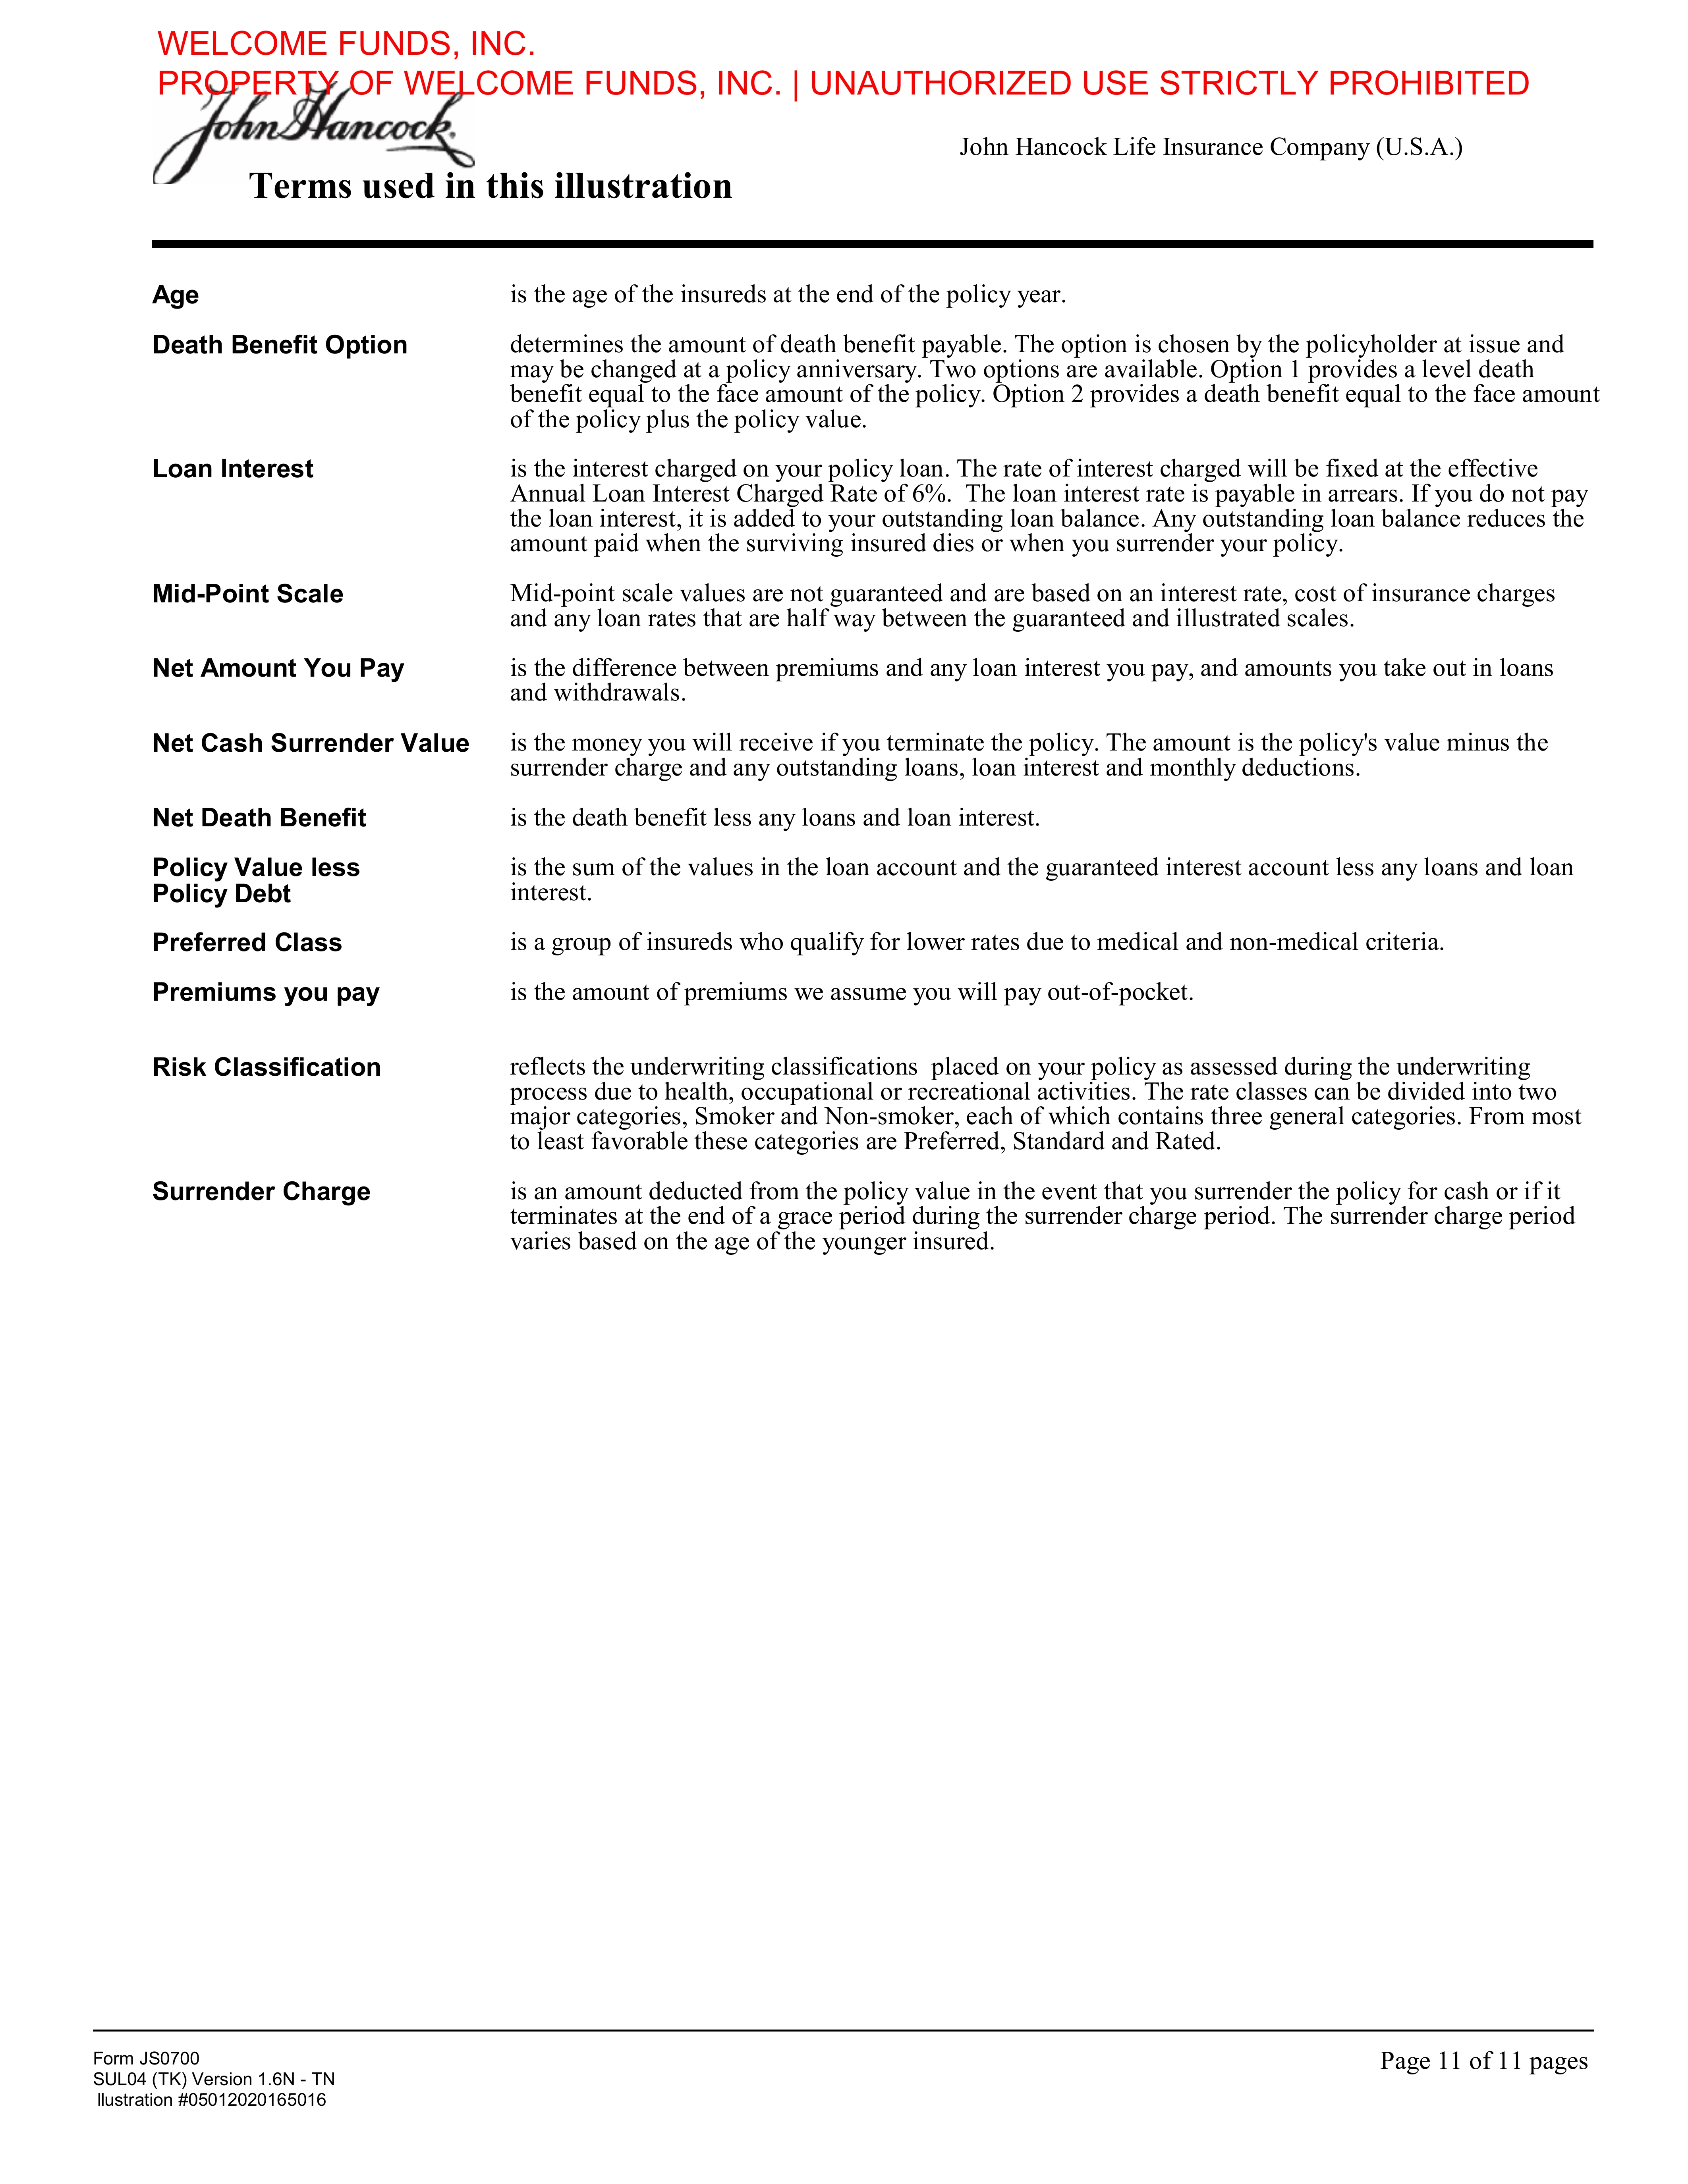 WELCOME FUNDS, INC.
PROPERTY OF WELCOME FUNDS, INC. | UNAUTHORIZED USE STRICTLY PROHIBITED
John Hancock.
John Hancock Life Insurance Company (U.S.A.)
Terms used in this illustration
Age is the age of the insureds at the end of the policy year.
Death Benefit Option determines the amount of death benefit payable. The option is chosen by the policyholder at issue and
may be changed at a policy anniversary. Two options are available. Option 1 provides a level death
benefit equal to the face amount of the policy. Option 2 provides a death benefit equal to the face amount
of the policy plus the policy value.
Loan Interest is the interest charged on your policy loan. The rate of interest charged will be fixed at the effective
Annual Loan Interest Charged Rate of 6%.  The loan interest rate is payable in arrears. If you do not pay
the loan interest, it is added to your outstanding loan balance. Any outstanding loan balance reduces the
amount paid when the surviving insured dies or when you surrender your policy.
Mid-Point Scale Mid-point scale values are not guaranteed and are based on an interest rate, cost of insurance charges
and any loan rates that are half way between the guaranteed and illustrated scales.
Net Amount You Pay is the difference between premiums and any loan interest you pay, and amounts you take out in loans
and withdrawals.
Net Cash Surrender Value is the money you will receive if you terminate the policy. The amount is the policy's value minus the
surrender charge and any outstanding loans, loan interest and monthly deductions.
Net Death Benefit is the death benefit less any loans and loan interest.
Policy Value less is the sum of the values in the loan account and the guaranteed interest account less any loans and loan
Policy Debt interest.
Preferred Class is a group of insureds who qualify for lower rates due to medical and non-medical criteria.
Premiums you pay is the amount of premiums we assume you will pay out-of-pocket.
Risk Classification reflects the underwriting classifications  placed on your policy as assessed during the underwriting
process due to health, occupational or recreational activities. The rate classes can be divided into two
major categories, Smoker and Non-smoker, each of which contains three general categories. From most
to least favorable these categories are Preferred, Standard and Rated.
Surrender Charge is an amount deducted from the policy value in the event that you surrender the policy for cash or if it
terminates at the end of a grace period during the surrender charge period. The surrender charge period
varies based on the age of the younger insured.
Form JS0700
SUL04 (TK) Version 1.6N - TN
llustration #05012020165016
Page 11 of 11 pages